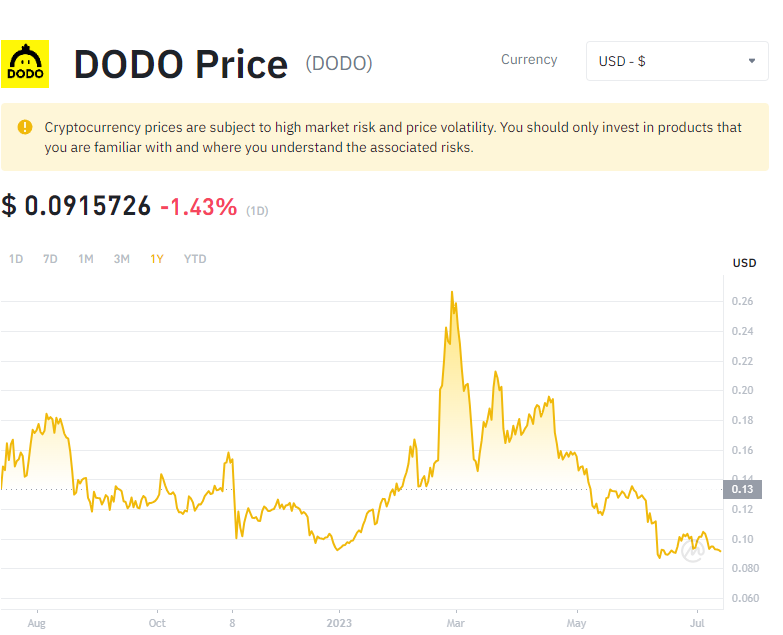 DODO
DODO Price (DODO)
Currency
USD - $
Cryptocurrency prices are subject to high market risk and price volatility. You should only invest in products that
you are familiar with and where you understand the associated risks.
$ 0.0915726 -1.43% (1D)
1D 7D 1M 3M 1Y YTD
USD
0.26
0.24
0.22
0.20
0.18
0.16
0.14
0.13
0.12
0.10
0.080
0.060
Aug Oct 8 2023 Mar May Jul